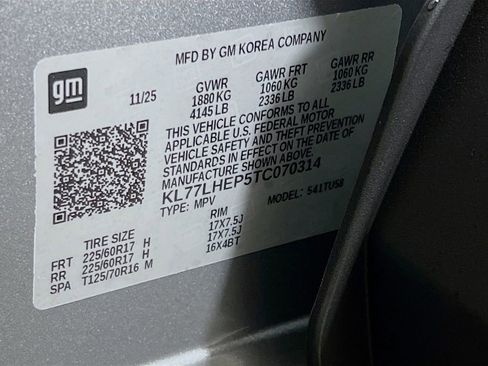 gm
MFD BY GM KOREA COMPANY
11/25
GVWR GAWR FRT GAWR RR
1880 KG 1060 KG 1060 KG
4145 LB 2336 LB 2336 LB
THIS VEHICLE CONFORMS TO ALL
APPLICABLE U.S. FEDERAL MOTOR
VEHICLE SAFETY AND THEFT PREVENTION
STANDARDS IN EFFECT ON THE DATE OF
MANUFACTURE SHOWN ABOVE.
KL77LHEP5TC070314
TYPE: MPV MODEL: 541TU58
TIRE SIZE RIM
FRT 225/60R17 H 17X7.5J
RR 225/60R17 H 17X7.5J
SPA T125/70R16 M 16X4BT